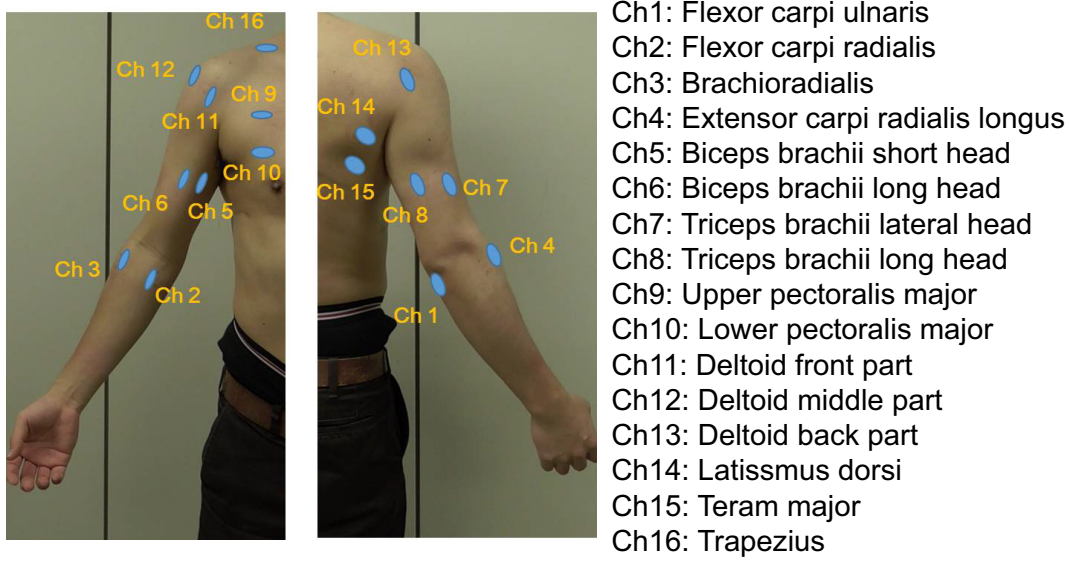 Ch 16
Ch 12
Ch 9
Ch 11
Ch 10
Ch 6
Ch 5
Ch 3
Ch 2
Ch 13
Ch 14
Ch 15
Ch 7
Ch 8
Ch 4
Ch 1
Ch1: Flexor carpi ulnaris
Ch2: Flexor carpi radialis
Ch3: Brachioradialis
Ch4: Extensor carpi radialis longus
Ch5: Biceps brachii short head
Ch6: Biceps brachii long head
Ch7: Triceps brachii lateral head
Ch8: Triceps brachii long head
Ch9: Upper pectoralis major
Ch10: Lower pectoralis major
Ch11: Deltoid front part
Ch12: Deltoid middle part
Ch13: Deltoid back part
Ch14: Latissmus dorsi
Ch15: Teram major
Ch16: Trapezius